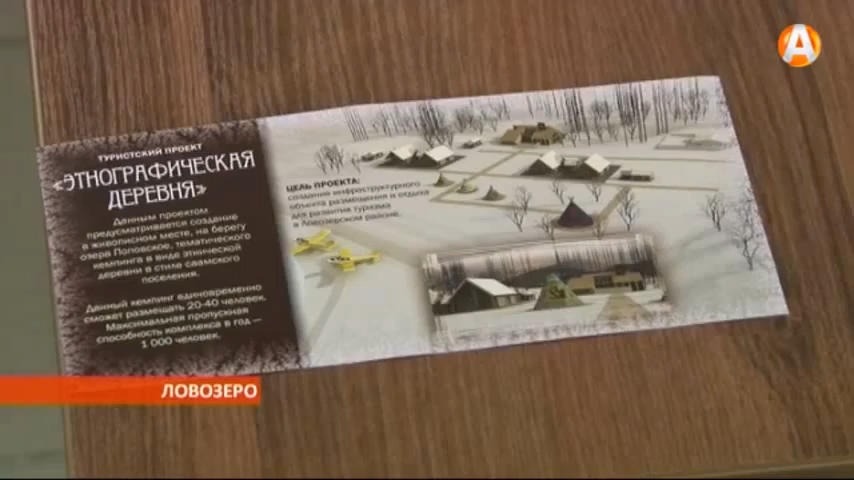 А
ТУРИСТСКИЙ ПРОЕКТ
«ЭТНОГРАФИЧЕСКАЯ
ДЕРЕВНЯ»
Данным проектом
предусматривается создание
в живописном месте, на берегу
озера Поповское, тематического
кемпинга в виде этнической
деревни в стиле саамского
поселения.
Данный кемпинг единовременно
сможет размещать 20-40 человек.
Максимальная пропускная
способность комплекса в год —
1 000 человек.
ЦЕЛЬ ПРОЕКТА:
создание инфраструктурного
объекта размещения и отдыха
для развития туризма
в Ловозерском районе.
ЛОВОЗЕРО